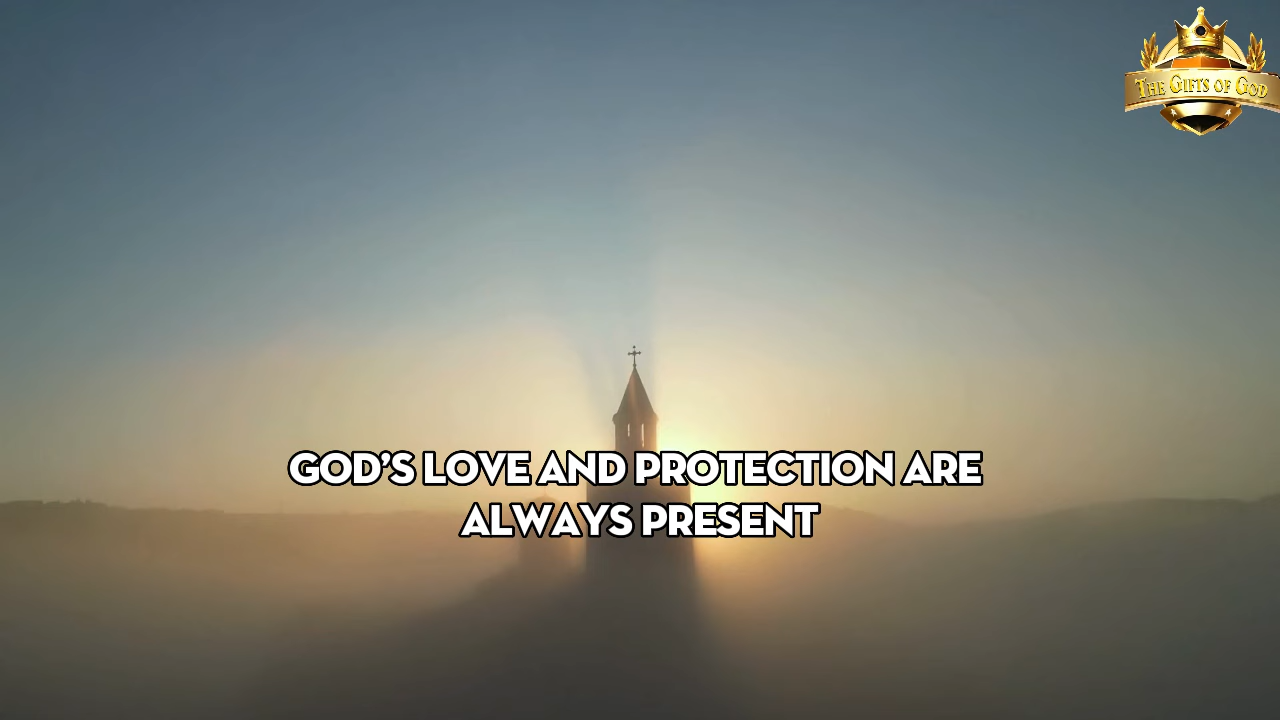 THE GIFTS OF GOD
GOD'S LOVE AND PROTECTION ARE
ALWAYS PRESENT